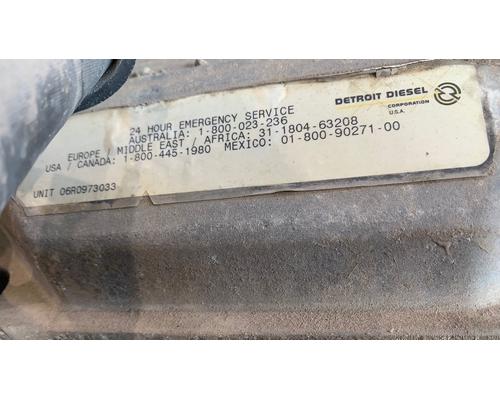 24 HOUR EMERGENCY SERVICE
AUSTRALIA: 1-800-023-236
EUROPE / MIDDLE EAST / AFRICA: 31-1804-63208
USA / CANADA: 1-800-445-1980 MEXICO: 01-800-90271-00
UNIT 06R0973033
DETROIT DIESEL
CORPORATION
U.S.A.